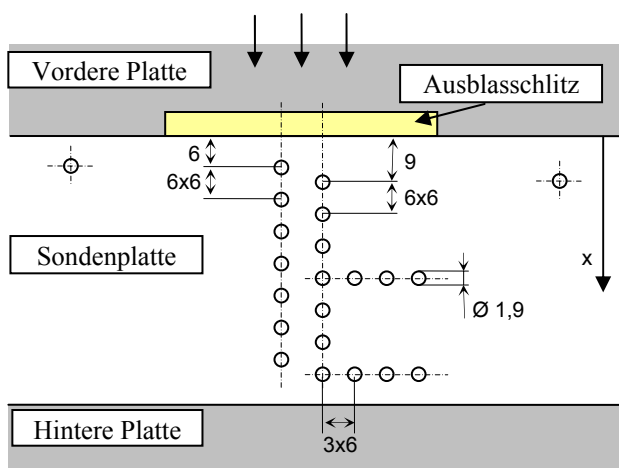 Vordere Platte
Ausblasschlitz
6
9
6x6
6x6
Sondenplatte
x
Ø 1,9
Hintere Platte
3x6